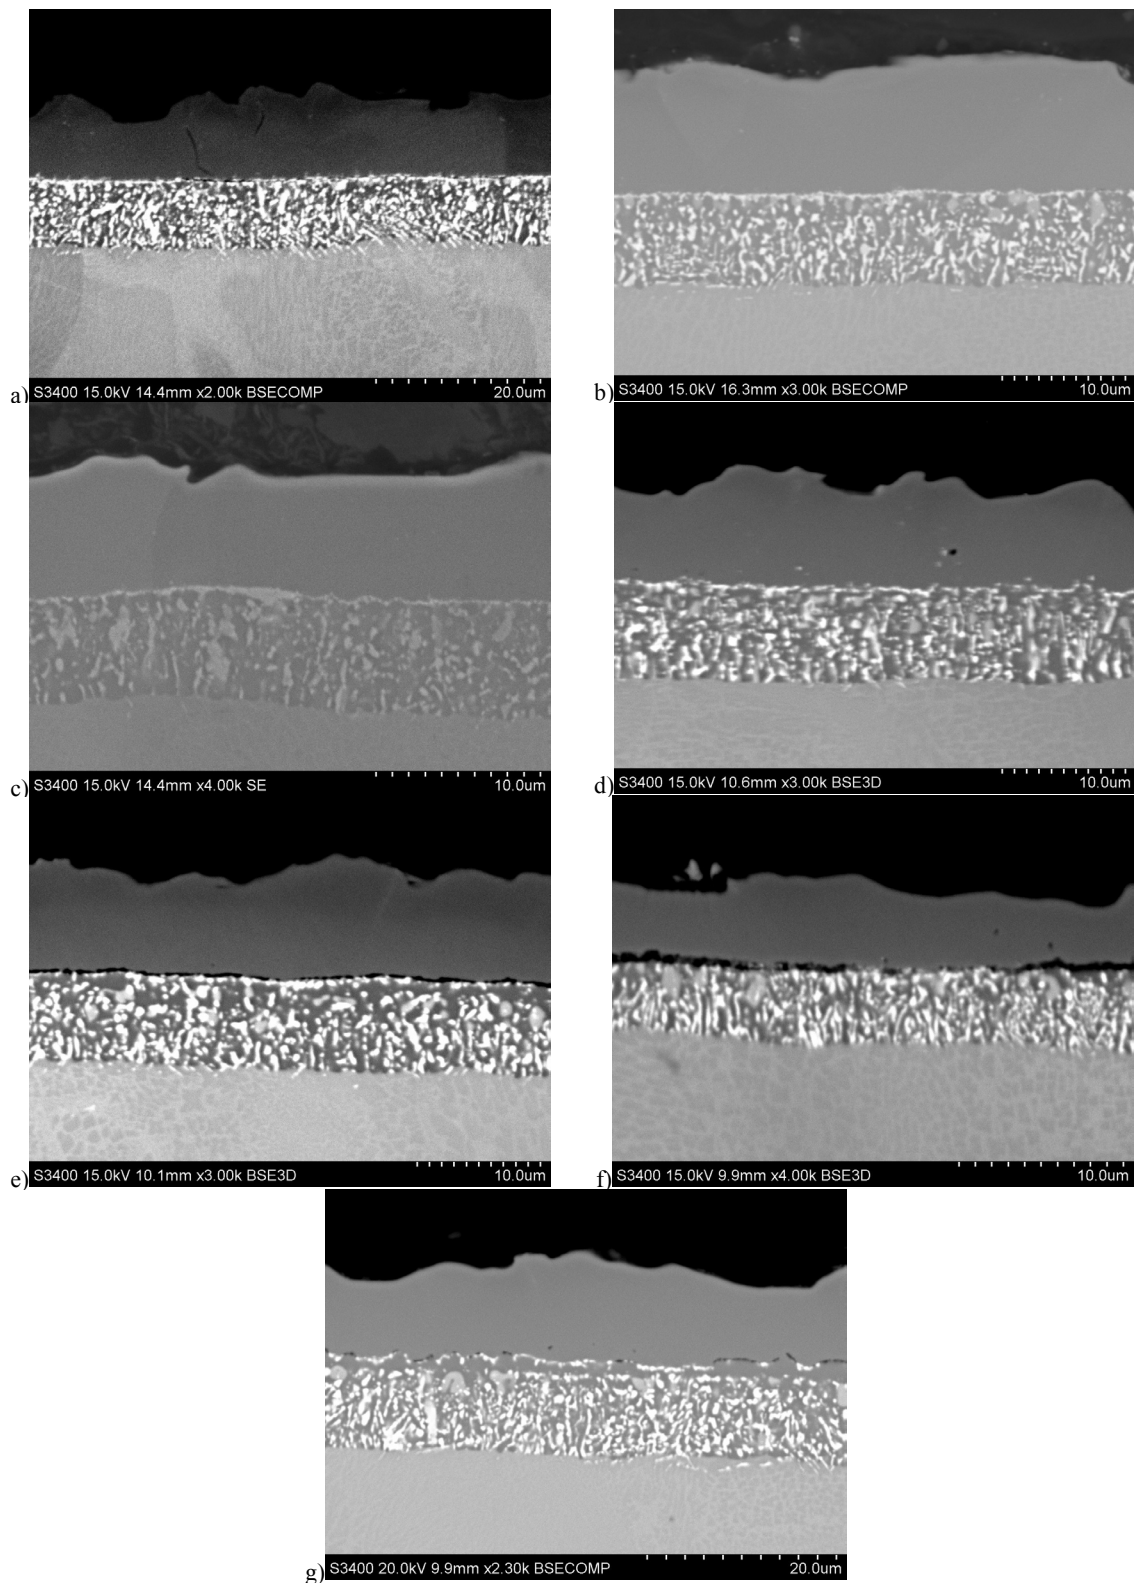 a) S3400 15.0kV 14.4mm x2.00k BSECOMP 20.0um
b) S3400 15.0kV 16.3mm x3.00k BSECOMP 10.0um
c) S3400 15.0kV 14.4mm x4.00k SE 10.0um
d) S3400 15.0kV 10.6mm x3.00k BSE3D 10.0um
e) S3400 15.0kV 10.1mm x3.00k BSE3D 10.0um
f) S3400 15.0kV 9.9mm x4.00k BSE3D 10.0um
g) S3400 20.0kV 9.9mm x2.30k BSECOMP 20.0um